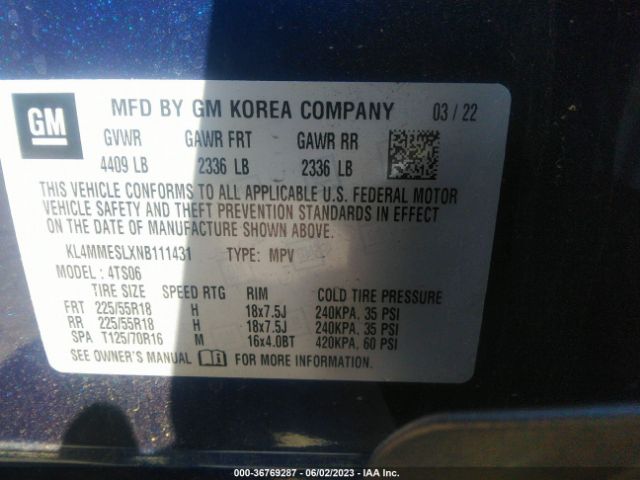 GM
MFD BY GM KOREA COMPANY 03 / 22
GVWR GAWR FRT GAWR RR
4409 LB 2336 LB 2336 LB
THIS VEHICLE CONFORMS TO ALL APPLICABLE U.S. FEDERAL MOTOR
VEHICLE SAFETY AND THEFT PREVENTION STANDARDS IN EFFECT
ON THE DATE OF MANUFACTURE SHOWN ABOVE.
KL4MMESLXNB111431 TYPE: MPV
MODEL : 4TS06
TIRE SIZE SPEED RTG RIM COLD TIRE PRESSURE
FRT 225/55R18 H 18x7.5J 240KPA, 35 PSI
RR 225/55R18 H 18x7.5J 240KPA, 35 PSI
SPA T125/70R16 M 16x4.0BT 420KPA, 60 PSI
SEE OWNER'S MANUAL FOR MORE INFORMATION.
000-36769287 - 06/02/2023 - IAA Inc.